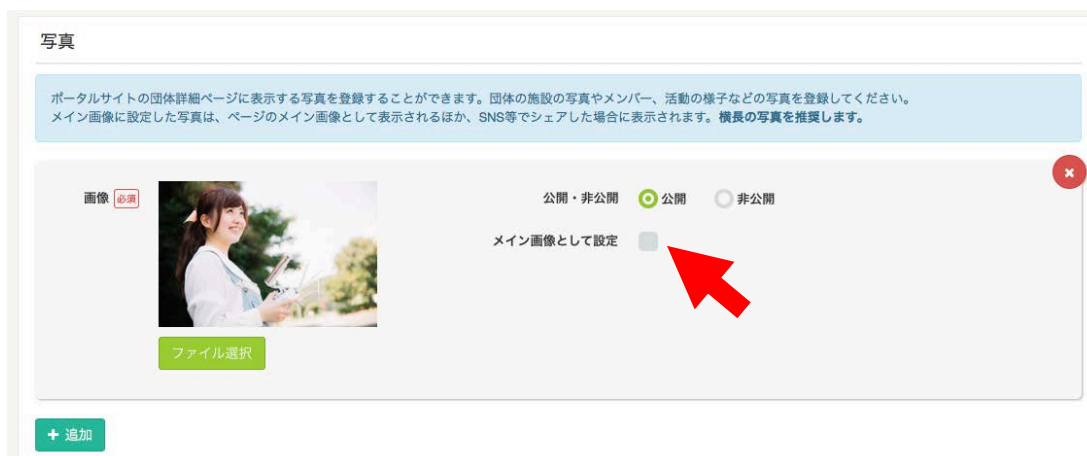 写真
ポータルサイトの団体詳細ページに表示する写真を登録することができます。団体の施設の写真やメンバー、活動の様子などの写真を登録してください。
メイン画像に設定した写真は、ページのメイン画像として表示されるほか、SNS等でシェアした場合に表示されます。横長の写真を推奨します。
画像 必須
公開・非公開 公開 非公開
メイン画像として設定
ファイル選択
+ 追加